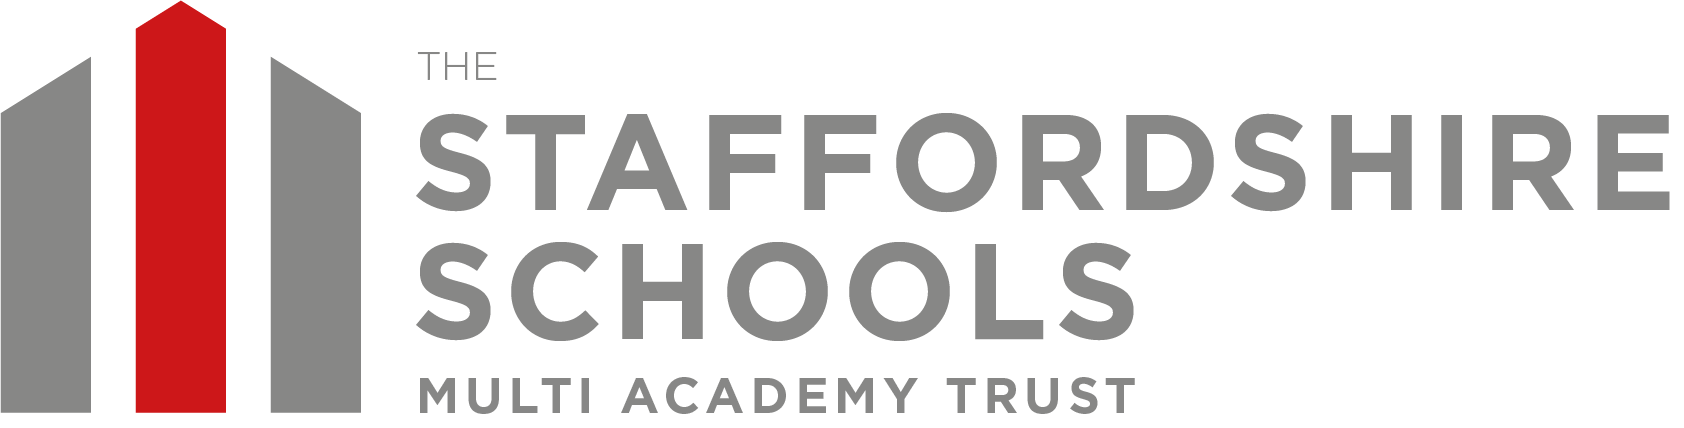 THE
STAFFORDSHIRE
SCHOOLS
MULTI ACADEMY TRUST